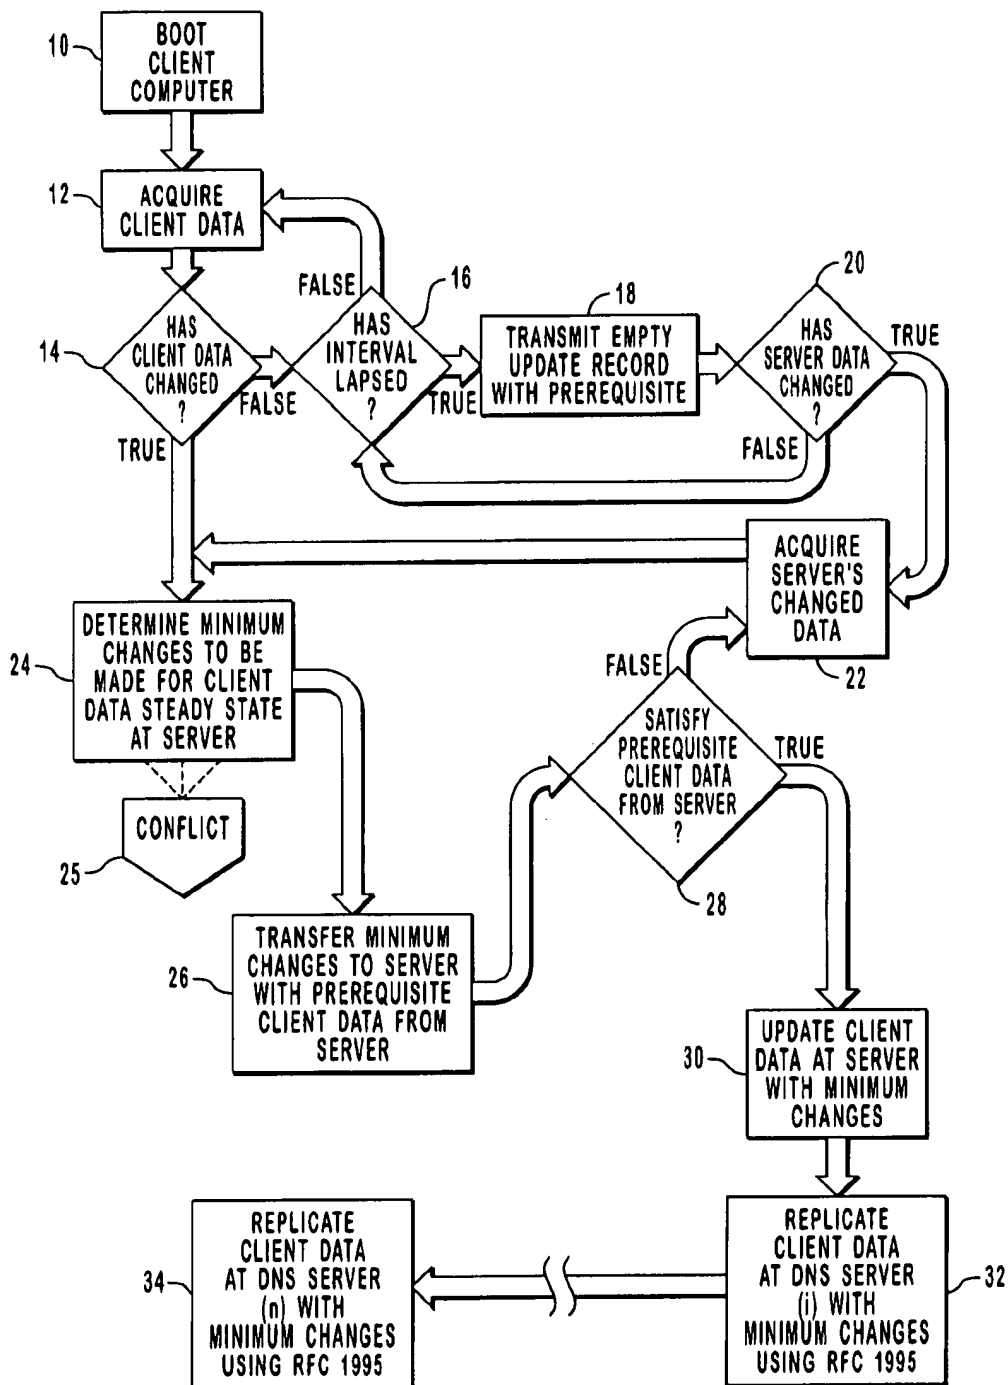 10
BOOT
CLIENT
COMPUTER
12
ACQUIRE
CLIENT DATA
14
HAS
CLIENT DATA
CHANGED
?
FALSE
TRUE
16
FALSE
HAS
INTERVAL
LAPSED
?
TRUE
18
TRANSMIT EMPTY
UPDATE RECORD
WITH PREREQUISITE
20
HAS
SERVER DATA
CHANGED
?
TRUE
FALSE
ACQUIRE
SERVER'S
CHANGED
DATA
22
24
DETERMINE MINIMUM
CHANGES TO BE
MADE FOR CLIENT
DATA STEADY STATE
AT SERVER
CONFLICT
25
26
TRANSFER MINIMUM
CHANGES TO SERVER
WITH PREREQUISITE
CLIENT DATA FROM
SERVER
FALSE
SATISFY
PREREQUISITE
CLIENT DATA
FROM SERVER
?
TRUE
28
30
UPDATE CLIENT
DATA AT SERVER
WITH MINIMUM
CHANGES
REPLICATE
CLIENT DATA
AT DNS SERVER
(i) WITH
MINIMUM CHANGES
USING RFC 1995
32
34
REPLICATE
CLIENT DATA
AT DNS SERVER
(n) WITH
MINIMUM CHANGES
USING RFC 1995